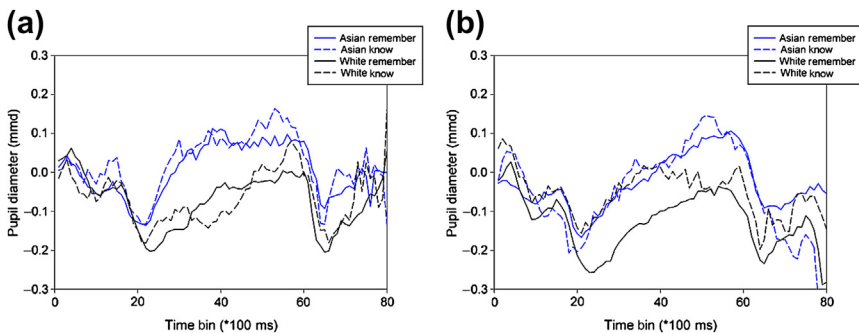 (a)
Asian remember
Asian know
White remember
White know
Pupil diameter (mmd)
0.3
0.2
0.1
0.0
−0.1
−0.2
−0.3
0 20 40 60 80
Time bin (*100 ms)
(b)
Asian remember
Asian know
White remember
White know
Pupil diameter (mmd)
0.3
0.2
0.1
0.0
−0.1
−0.2
−0.3
0 20 40 60 80
Time bin (*100 ms)